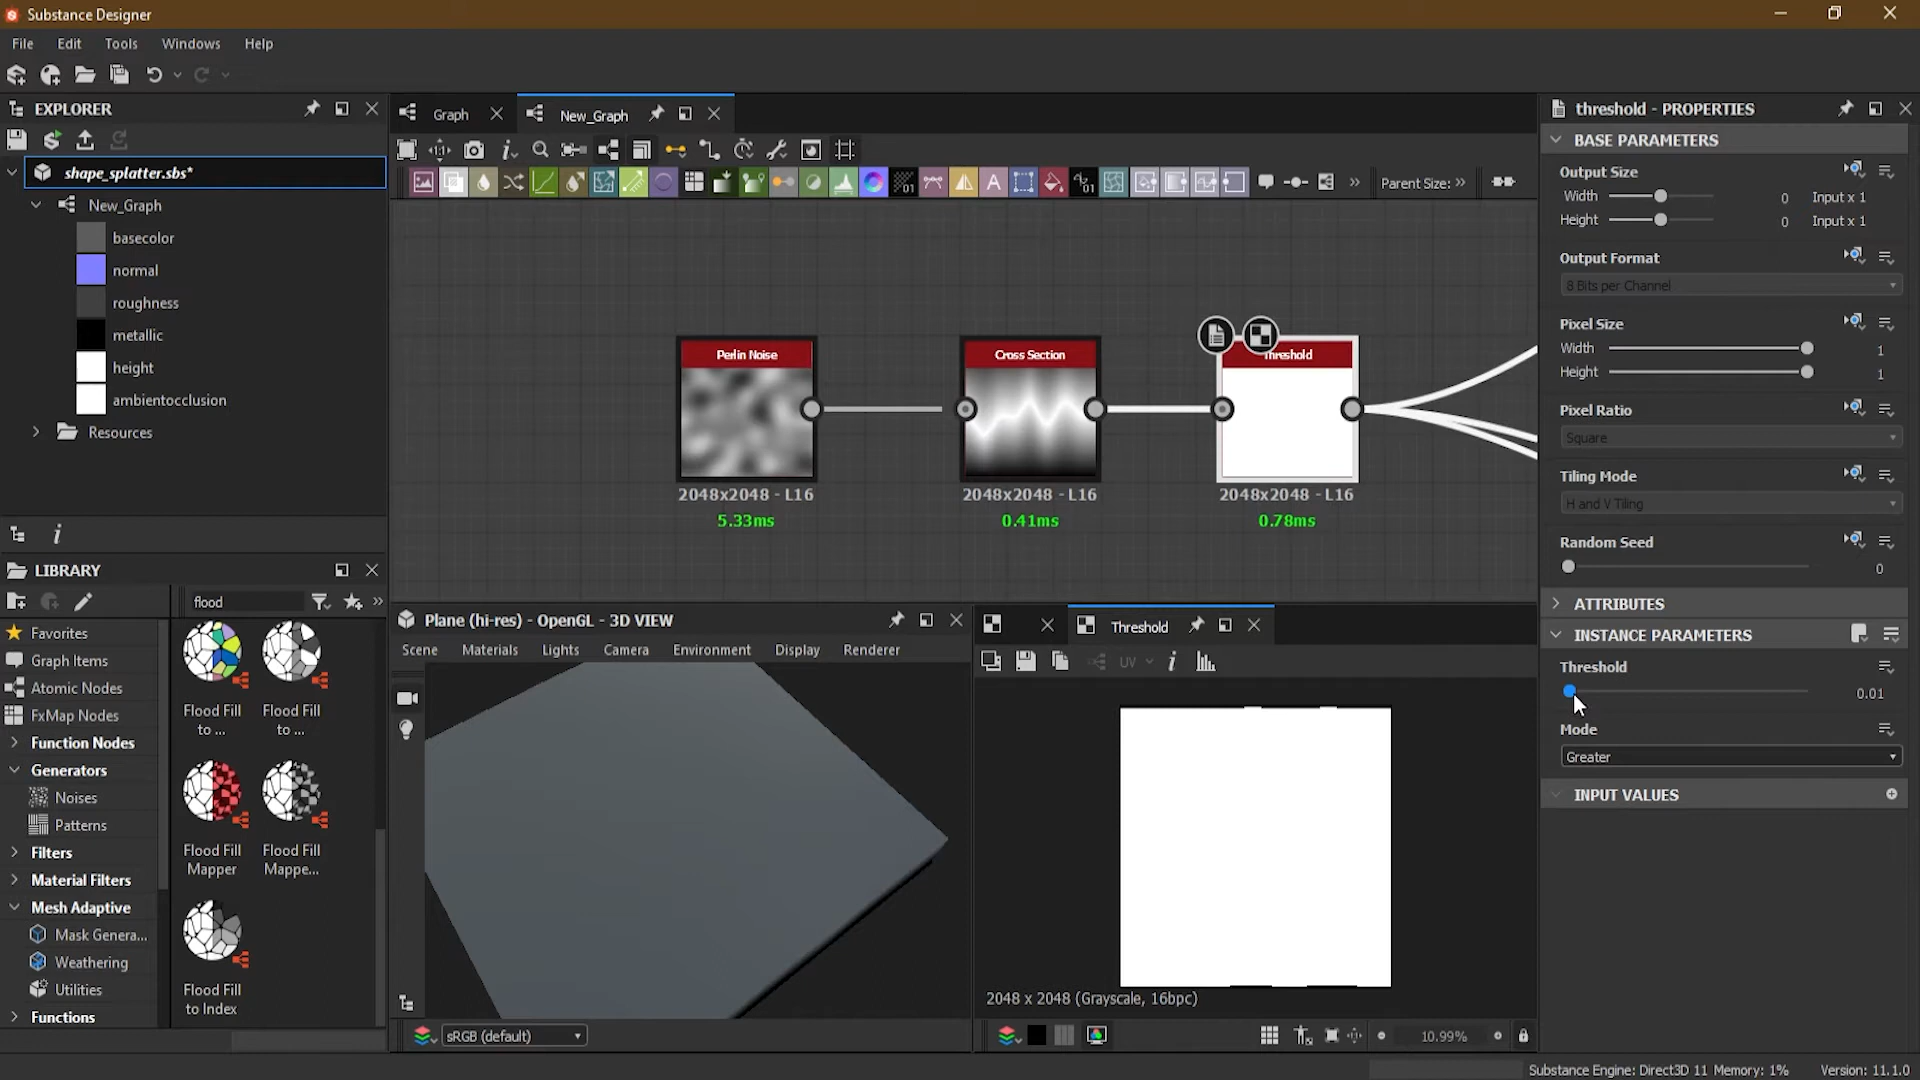 Substance Designer
File Edit Tools Windows Help
EXPLORER
shape_splatter.sbs*
New_Graph
basecolor
normal
roughness
metallic
height
ambientocclusion
Resources
LIBRARY
flood
Favorites
Graph Items
Atomic Nodes
FxMap Nodes
Function Nodes
Generators
Noises
Patterns
Filters
Material Filters
Mesh Adaptive
Mask Genera...
Weathering
Utilities
Functions
Flood Fill to ...
Flood Fill to ...
Flood Fill Mapper
Flood Fill Mappe...
Flood Fill to Index
Graph
New_Graph
Parent Size:
Perlin Noise
2048x2048 - L16
5.33ms
Cross Section
2048x2048 - L16
0.41ms
Threshold
2048x2048 - L16
0.78ms
Plane (hi-res) - OpenGL - 3D VIEW
Scene Materials Lights Camera Environment Display Renderer
sRGB (default)
Threshold
UV
2048 x 2048 (Grayscale, 16bpc)
10.99%
threshold - PROPERTIES
BASE PARAMETERS
Output Size
Width 0 Input x 1
Height 0 Input x 1
Output Format
8 Bits per Channel
Pixel Size
Width 1
Height 1
Pixel Ratio
Square
Tiling Mode
H and V Tiling
Random Seed
0
ATTRIBUTES
INSTANCE PARAMETERS
Threshold
0.01
Mode
Greater
INPUT VALUES
Substance Engine: Direct3D 11 Memory: 1% Version: 11.1.0